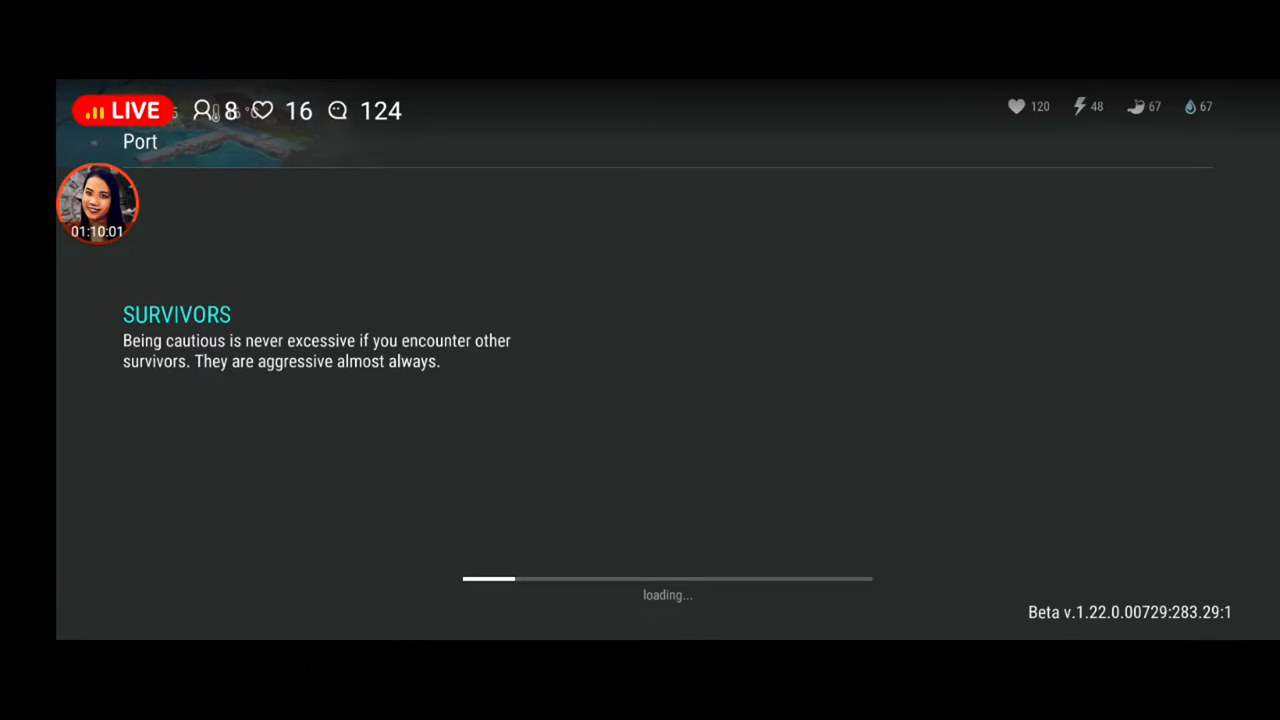 LIVE 8 16 124
120 48 67 67
Port
01:10:01
SURVIVORS
Being cautious is never excessive if you encounter other
survivors. They are aggressive almost always.
loading...
Beta v.1.22.0.00729:283.29:1